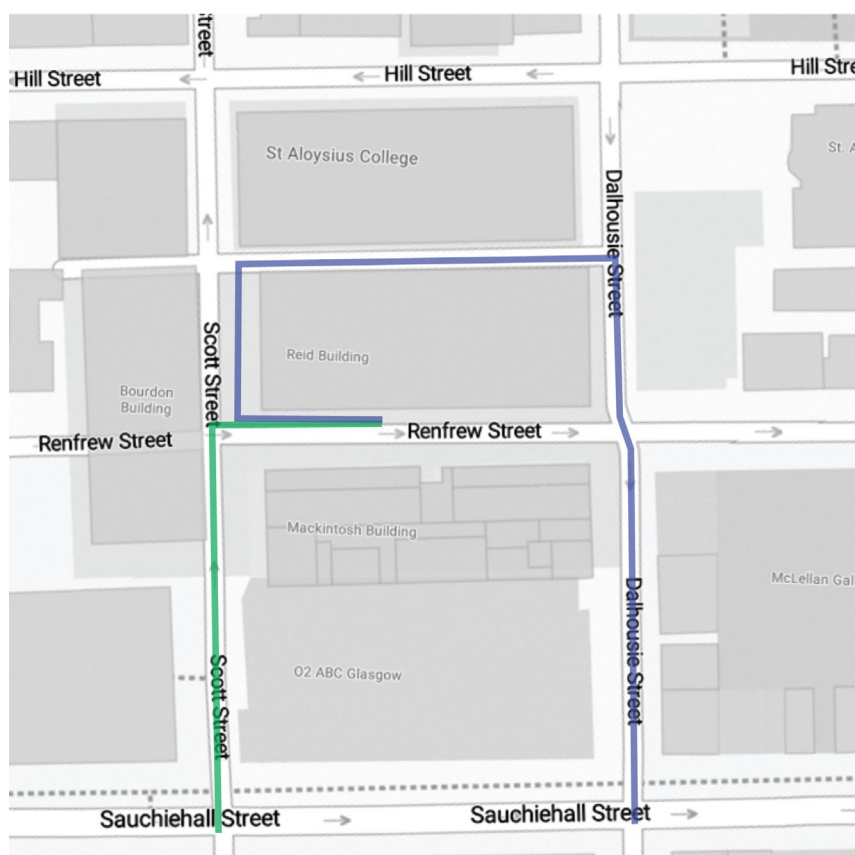 treet
Hill Street
Hill Street
Hill Stre
St Aloysius College
St. A
Dalhousie Street
Scott Street
Reid Building
Bourdon
Building
Renfrew Street
Renfrew Street
Mackintosh Building
McLellan Gal
Dalhousie Street
Scott Street
O2 ABC Glasgow
Sauchiehall Street
Sauchiehall Street